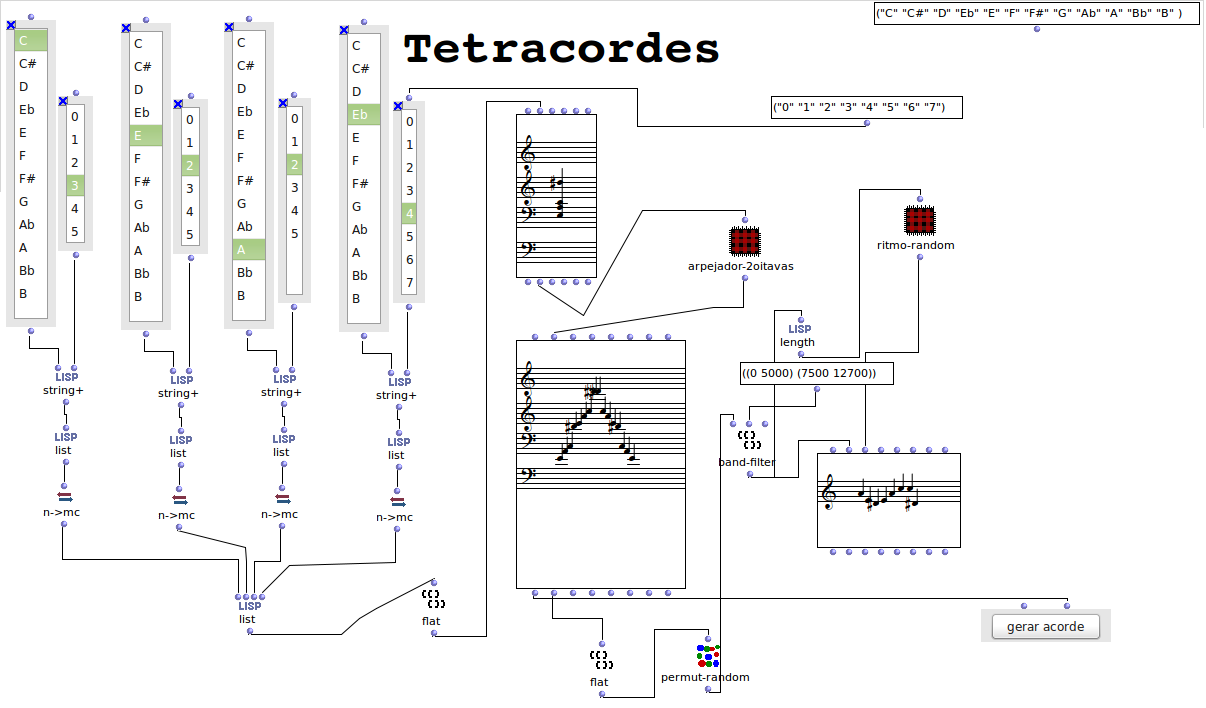 Tetracordes
("C" "C#" "D" "Eb" "E" "F" "F#" "G" "Ab" "A" "Bb" "B" )
("0" "1" "2" "3" "4" "5" "6" "7")
C
C#
D
Eb
E
F
F#
G
Ab
A
Bb
B
0
1
2
3
4
5
C
C#
D
Eb
E
F
F#
G
Ab
A
Bb
B
0
1
2
3
4
5
C
C#
D
Eb
E
F
F#
G
Ab
A
Bb
B
0
1
2
3
4
5
C
C#
D
Eb
E
F
F#
G
Ab
A
Bb
B
0
1
2
3
4
5
6
7
ritmo-random
arpejador-2oitavas
LISP
length
((0 5000) (7500 12700))
LISP
string+
LISP
string+
LISP
string+
LISP
string+
LISP
list
LISP
list
LISP
list
LISP
list
band-filter
n->mc
n->mc
n->mc
n->mc
LISP
list
flat
gerar acorde
flat
permut-random